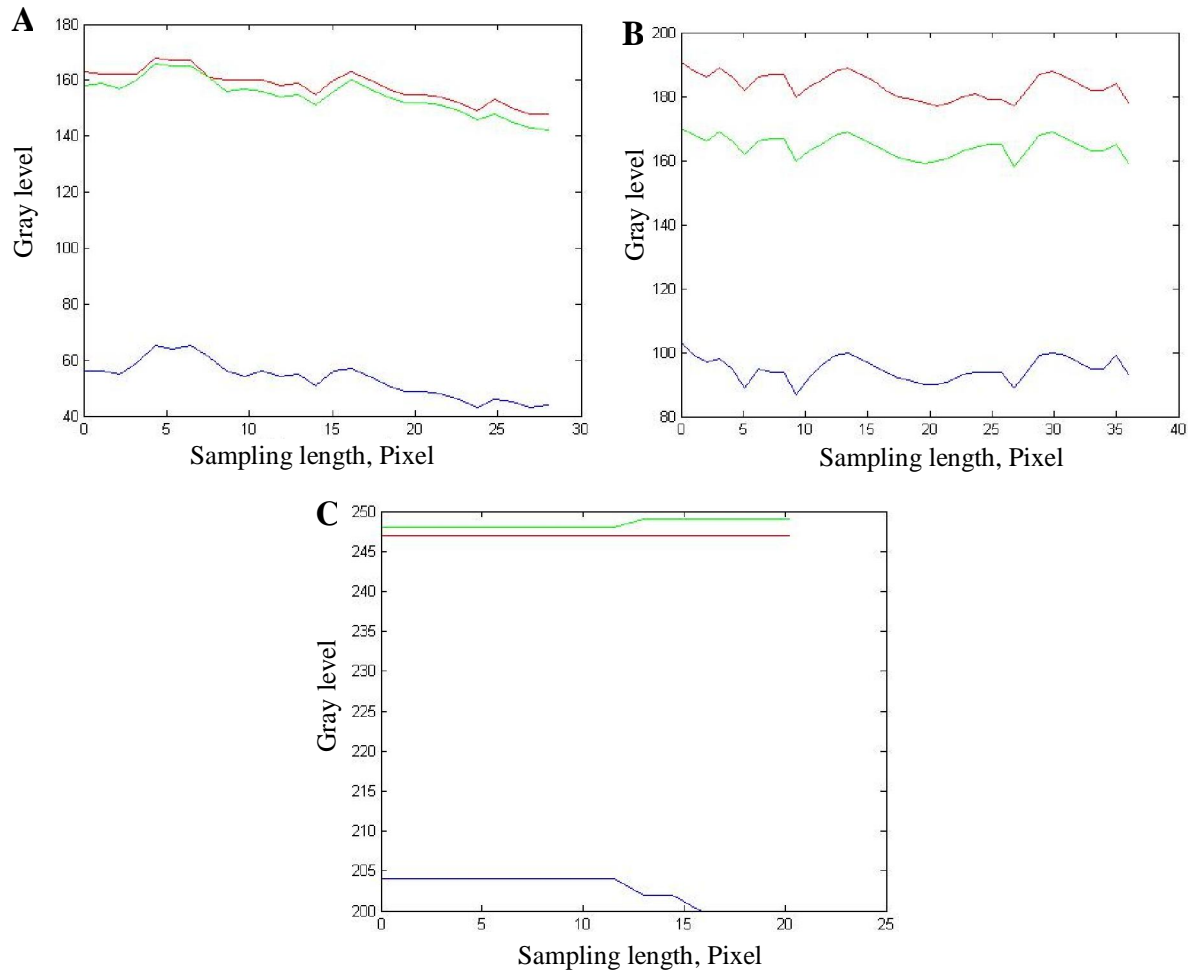 A
180
160
140
120
100
80
60
40
0 5 10 15 20 25 30
Gray level
Sampling length, Pixel
B
200
180
160
140
120
100
80
0 5 10 15 20 25 30 35 40
Gray level
Sampling length, Pixel
C
250
245
240
235
230
225
220
215
210
205
200
0 5 10 15 20 25
Gray level
Sampling length, Pixel